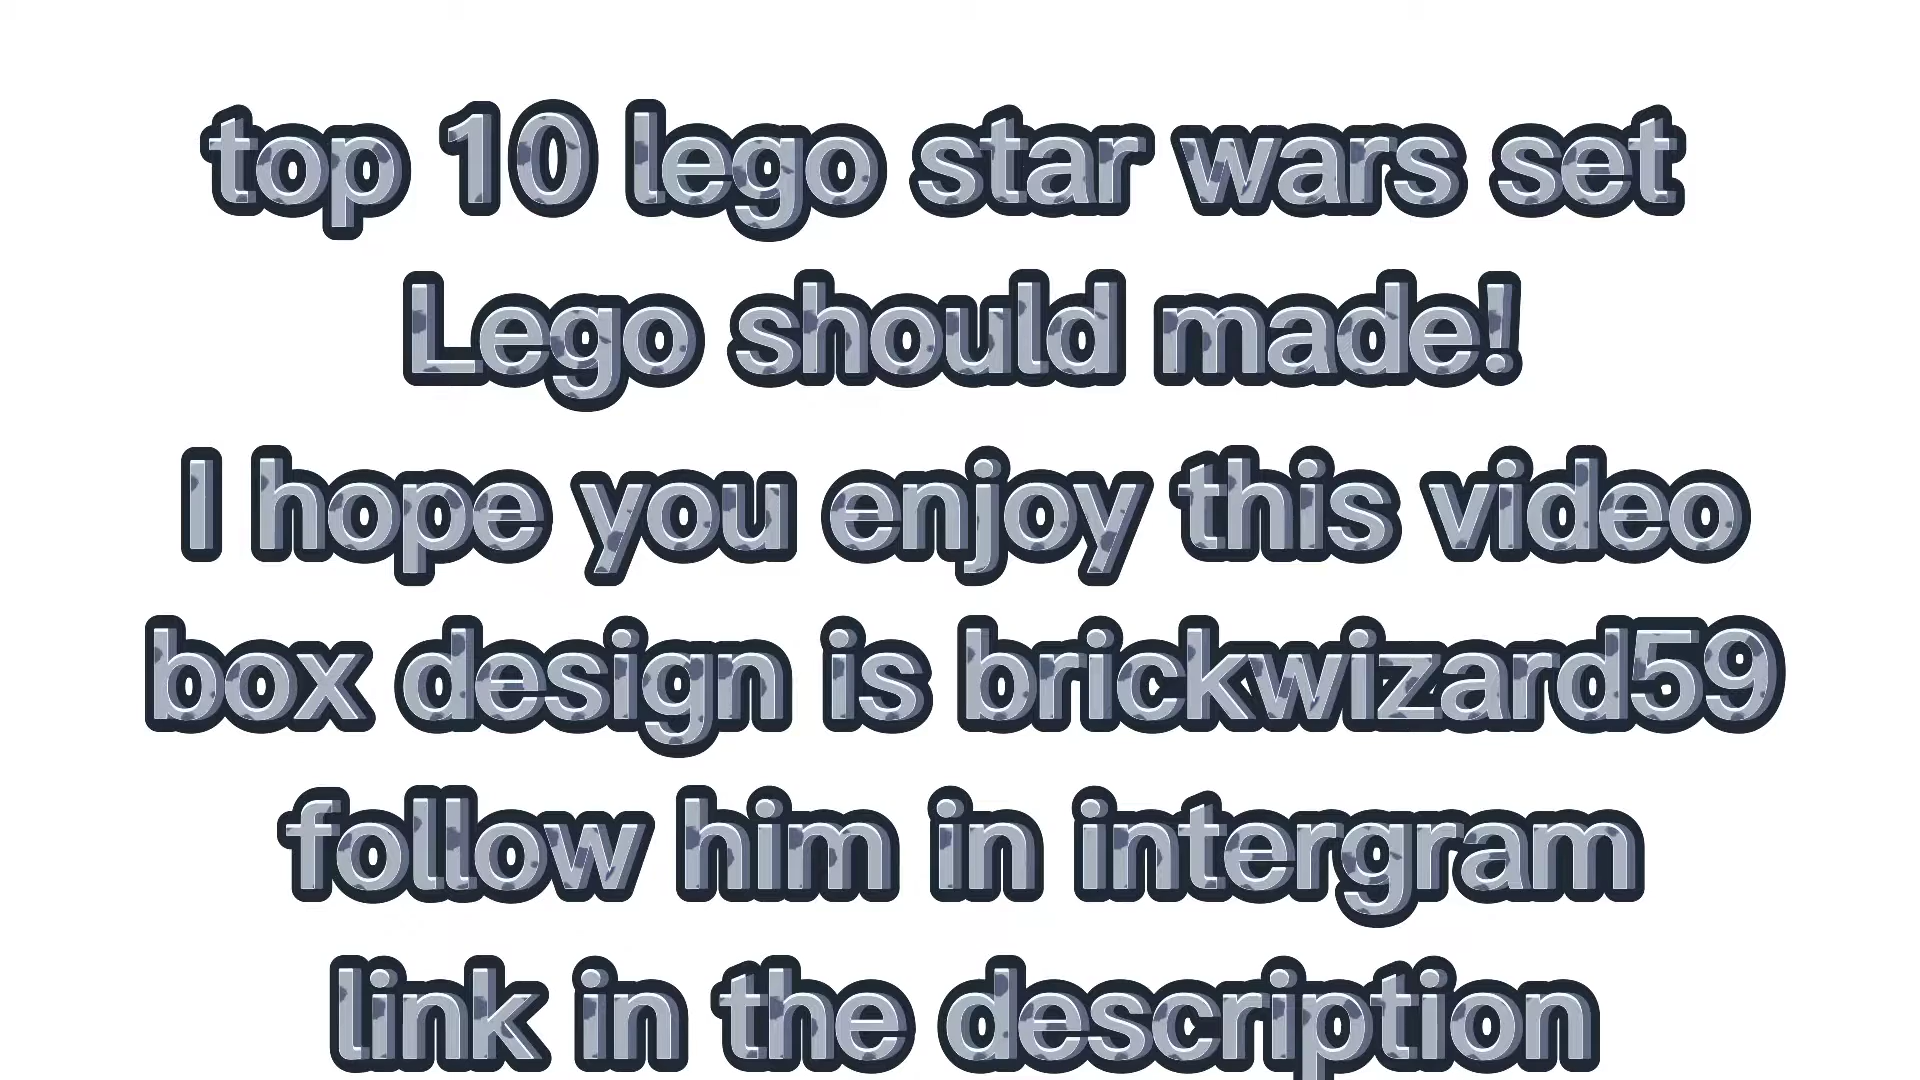 top 10 lego star wars set
Lego should made!
I hope you enjoy this video
box design is brickwizard59
follow him in intergram
link in the description